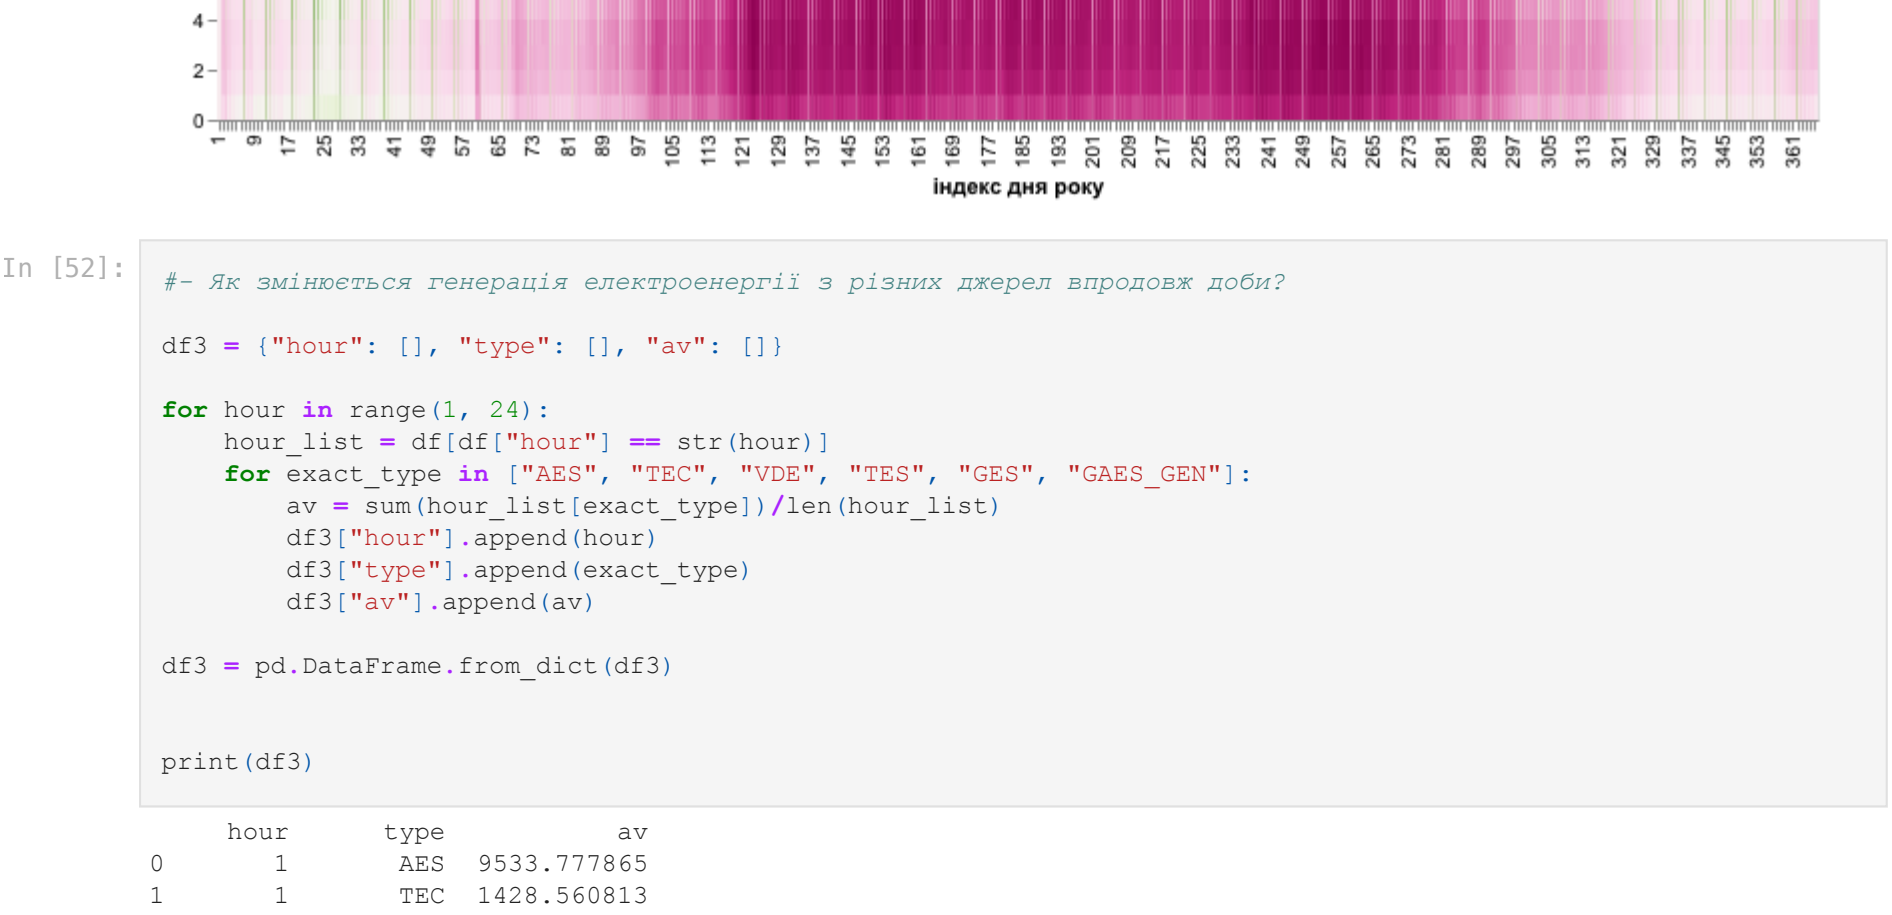 4
2
0
1 9 17 25 33 41 49 57 65 73 81 89 97 105 113 121 129 137 145 153 161 169 177 185 193 201 209 217 225 233 241 249 257 265 273 281 289 297 305 313 321 329 337 345 353 361
індекс дня року
In [52]:
#- Як змінюється генерація електроенергії з різних джерел впродовж доби?
df3 = {"hour": [], "type": [], "av": []}
for hour in range(1, 24):
    hour_list = df[df["hour"] == str(hour)]
    for exact_type in ["AES", "TEC", "VDE", "TES", "GES", "GAES_GEN"]:
        av = sum(hour_list[exact_type])/len(hour_list)
        df3["hour"].append(hour)
        df3["type"].append(exact_type)
        df3["av"].append(av)
df3 = pd.DataFrame.from_dict(df3)
print(df3)
hour type av
0 1 AES 9533.777865
1 1 TEC 1428.560813